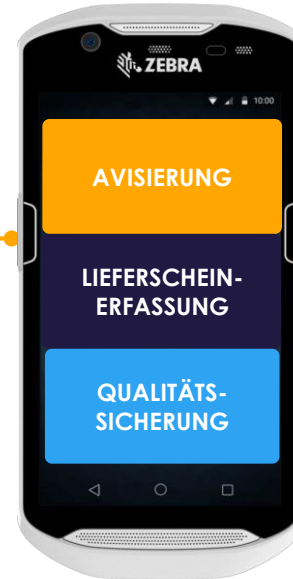 ZEBRA
10:00
AVISIERUNG
LIEFERSCHEIN-
ERFASSUNG
QUALITÄTS-
SICHERUNG